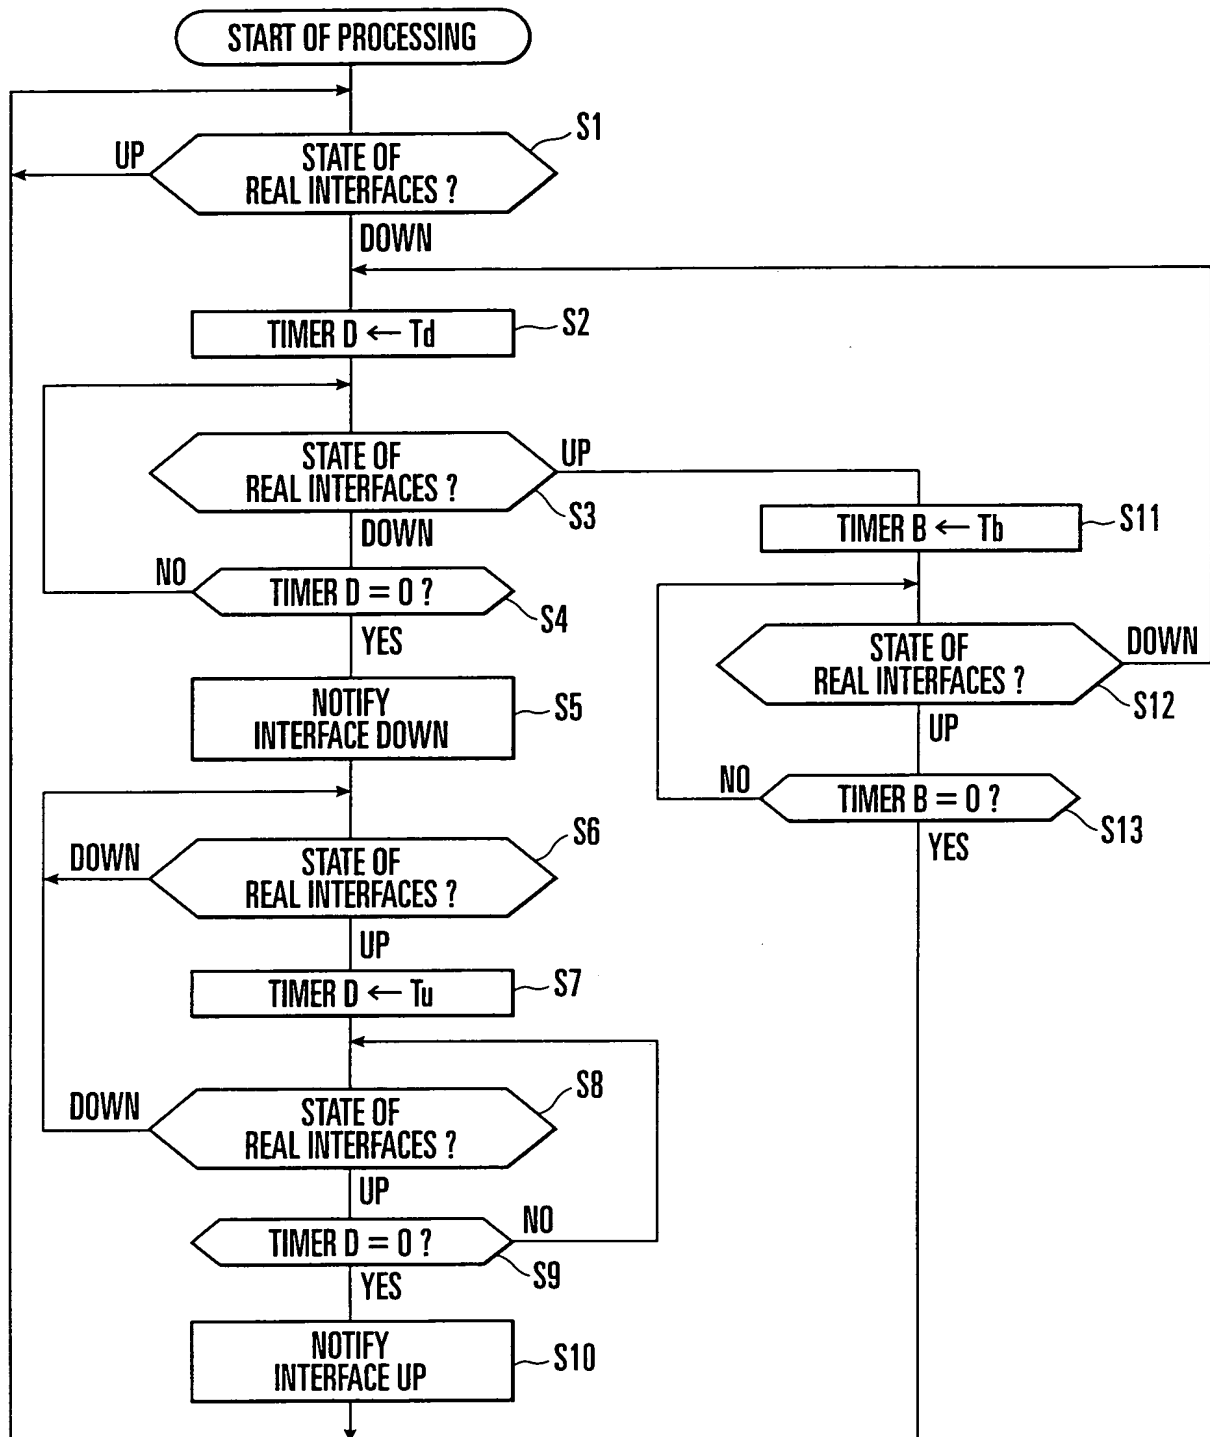 START OF PROCESSING
S1
UP
STATE OF
REAL INTERFACES ?
DOWN
TIMER D ← Td
S2
STATE OF
REAL INTERFACES ?
UP
S3
DOWN
TIMER B ← Tb
S11
NO
TIMER D = 0 ?
S4
YES
STATE OF
REAL INTERFACES ?
DOWN
S12
UP
NOTIFY
INTERFACE DOWN
S5
NO
TIMER B = 0 ?
S13
YES
S6
DOWN
STATE OF
REAL INTERFACES ?
UP
TIMER D ← Tu
S7
S8
DOWN
STATE OF
REAL INTERFACES ?
UP
TIMER D = 0 ?
NO
S9
YES
NOTIFY
INTERFACE UP
S10